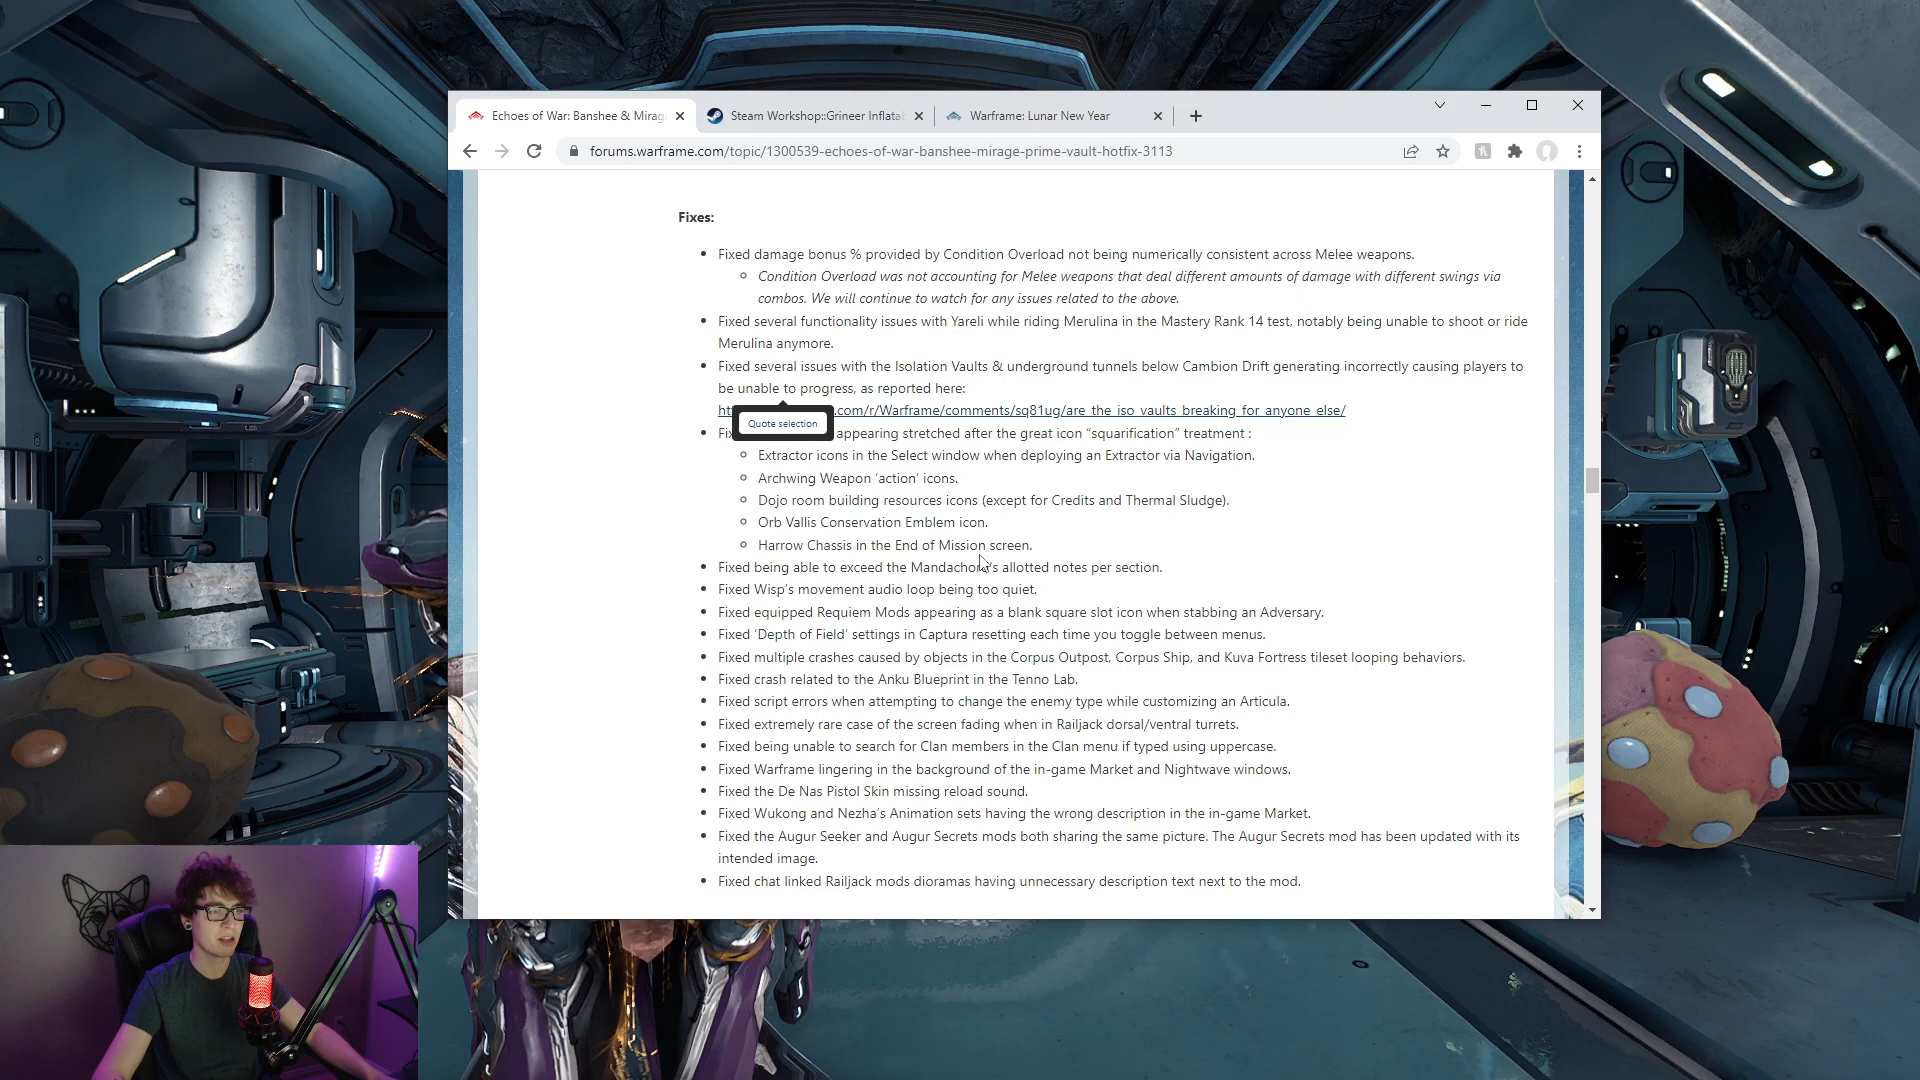 Echoes of War: Banshee & Mirag
Steam Workshop::Grineer Inflatab
Warframe: Lunar New Year
forums.warframe.com/topic/1300539-echoes-of-war-banshee-mirage-prime-vault-hotfix-3113
Fixes:
Fixed damage bonus % provided by Condition Overload not being numerically consistent across Melee weapons.
Condition Overload was not accounting for Melee weapons that deal different amounts of damage with different swings via
combos. We will continue to watch for any issues related to the above.
Fixed several functionality issues with Yareli while riding Merulina in the Mastery Rank 14 test, notably being unable to shoot or ride
Merulina anymore.
Fixed several issues with the Isolation Vaults & underground tunnels below Cambion Drift generating incorrectly causing players to
be unable to progress, as reported here:
.com/r/Warframe/comments/sq81ug/are_the_iso_vaults_breaking_for_anyone_else/
Quote selection
appearing stretched after the great icon “squarification” treatment :
Extractor icons in the Select window when deploying an Extractor via Navigation.
Archwing Weapon ‘action’ icons.
Dojo room building resources icons (except for Credits and Thermal Sludge).
Orb Vallis Conservation Emblem icon.
Harrow Chassis in the End of Mission screen.
Fixed being able to exceed the Mandachord’s allotted notes per section.
Fixed Wisp’s movement audio loop being too quiet.
Fixed equipped Requiem Mods appearing as a blank square slot icon when stabbing an Adversary.
Fixed ‘Depth of Field’ settings in Captura resetting each time you toggle between menus.
Fixed multiple crashes caused by objects in the Corpus Outpost, Corpus Ship, and Kuva Fortress tileset looping behaviors.
Fixed crash related to the Anku Blueprint in the Tenno Lab.
Fixed script errors when attempting to change the enemy type while customizing an Articula.
Fixed extremely rare case of the screen fading when in Railjack dorsal/ventral turrets.
Fixed being unable to search for Clan members in the Clan menu if typed using uppercase.
Fixed Warframe lingering in the background of the in-game Market and Nightwave windows.
Fixed the De Nas Pistol Skin missing reload sound.
Fixed Wukong and Nezha’s Animation sets having the wrong description in the in-game Market.
Fixed the Augur Seeker and Augur Secrets mods both sharing the same picture. The Augur Secrets mod has been updated with its
intended image.
Fixed chat linked Railjack mods dioramas having unnecessary description text next to the mod.